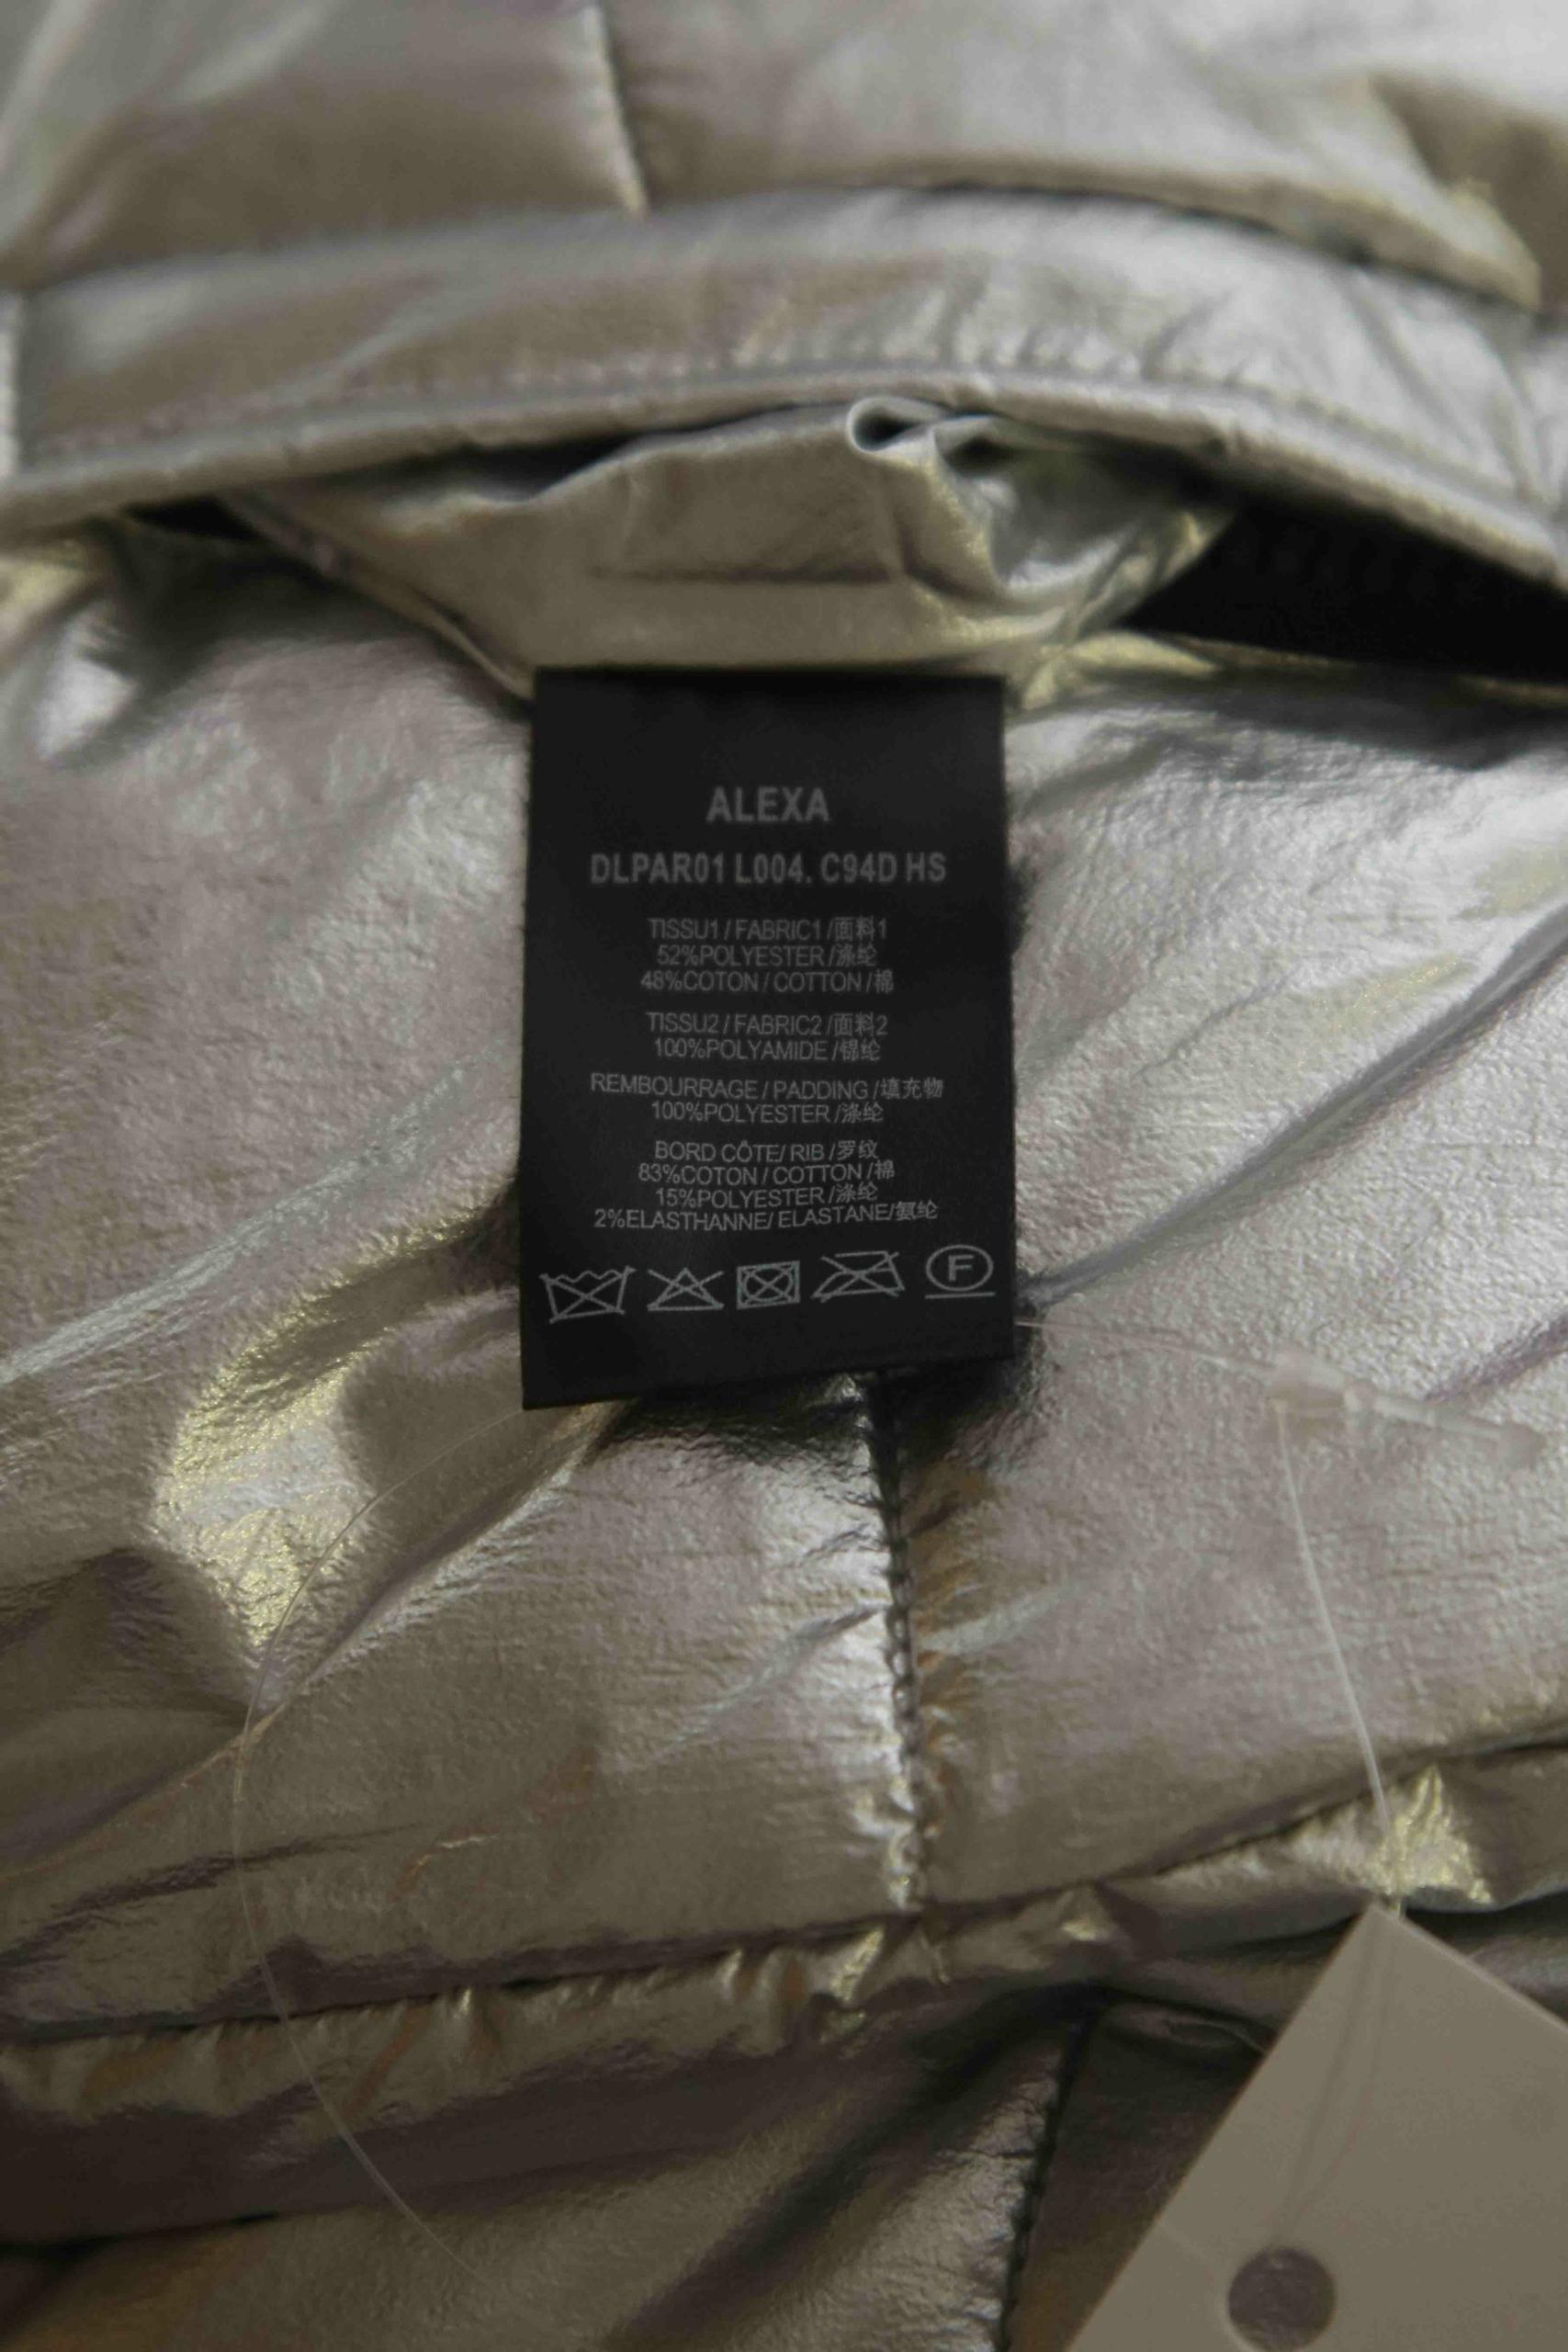 ALEXA
DLPAR01 L004. C94D HS
TISSU1 / FABRIC1 /面料1
52%POLYESTER /涤纶
48%COTON / COTTON /棉
TISSU2 / FABRIC2 /面料2
100%POLYAMIDE /锦纶
REMBOURRAGE / PADDING /填充物
100%POLYESTER /涤纶
BORD CÔTE/ RIB /罗纹
83%COTON / COTTON /棉
15%POLYESTER /涤纶
2%ELASTHANNE/ ELASTANE/氨纶
F